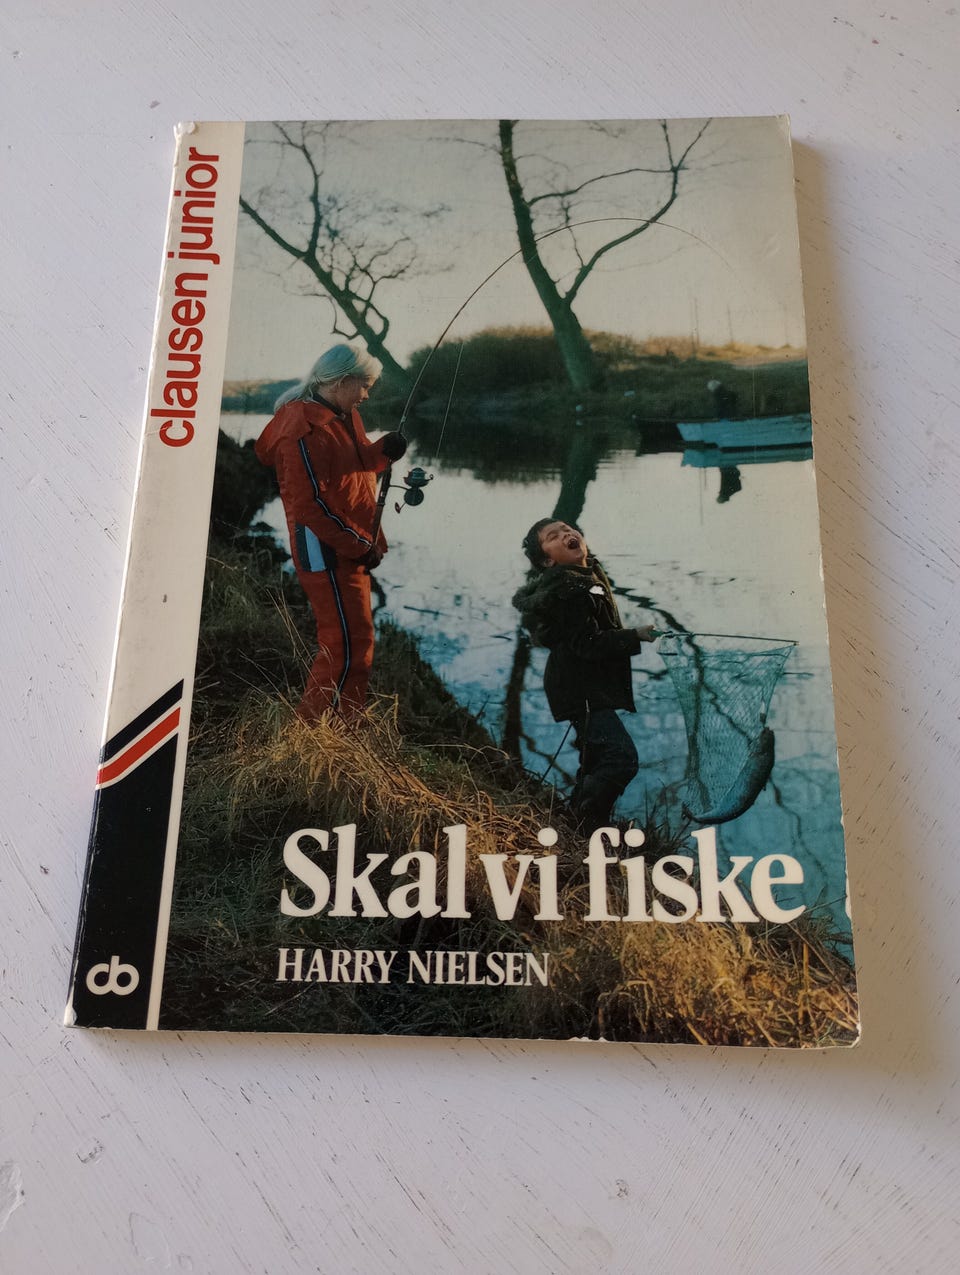 clausen junior
Skal vi fiske
HARRY NIELSEN
cb